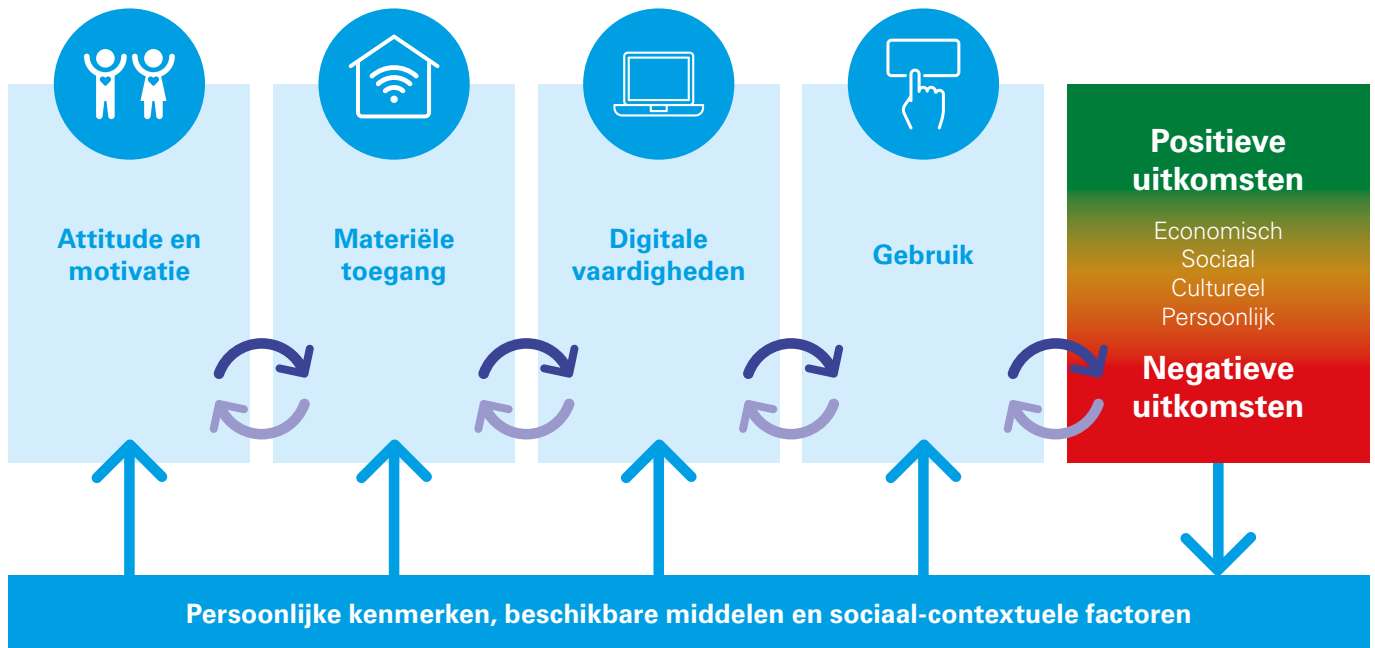 Attitude en
motivatie
Materiële
toegang
Digitale
vaardigheden
Gebruik
Positieve
uitkomsten
Economisch
Sociaal
Cultureel
Persoonlijk
Negatieve
uitkomsten
Persoonlijke kenmerken, beschikbare middelen en sociaal-contextuele factoren